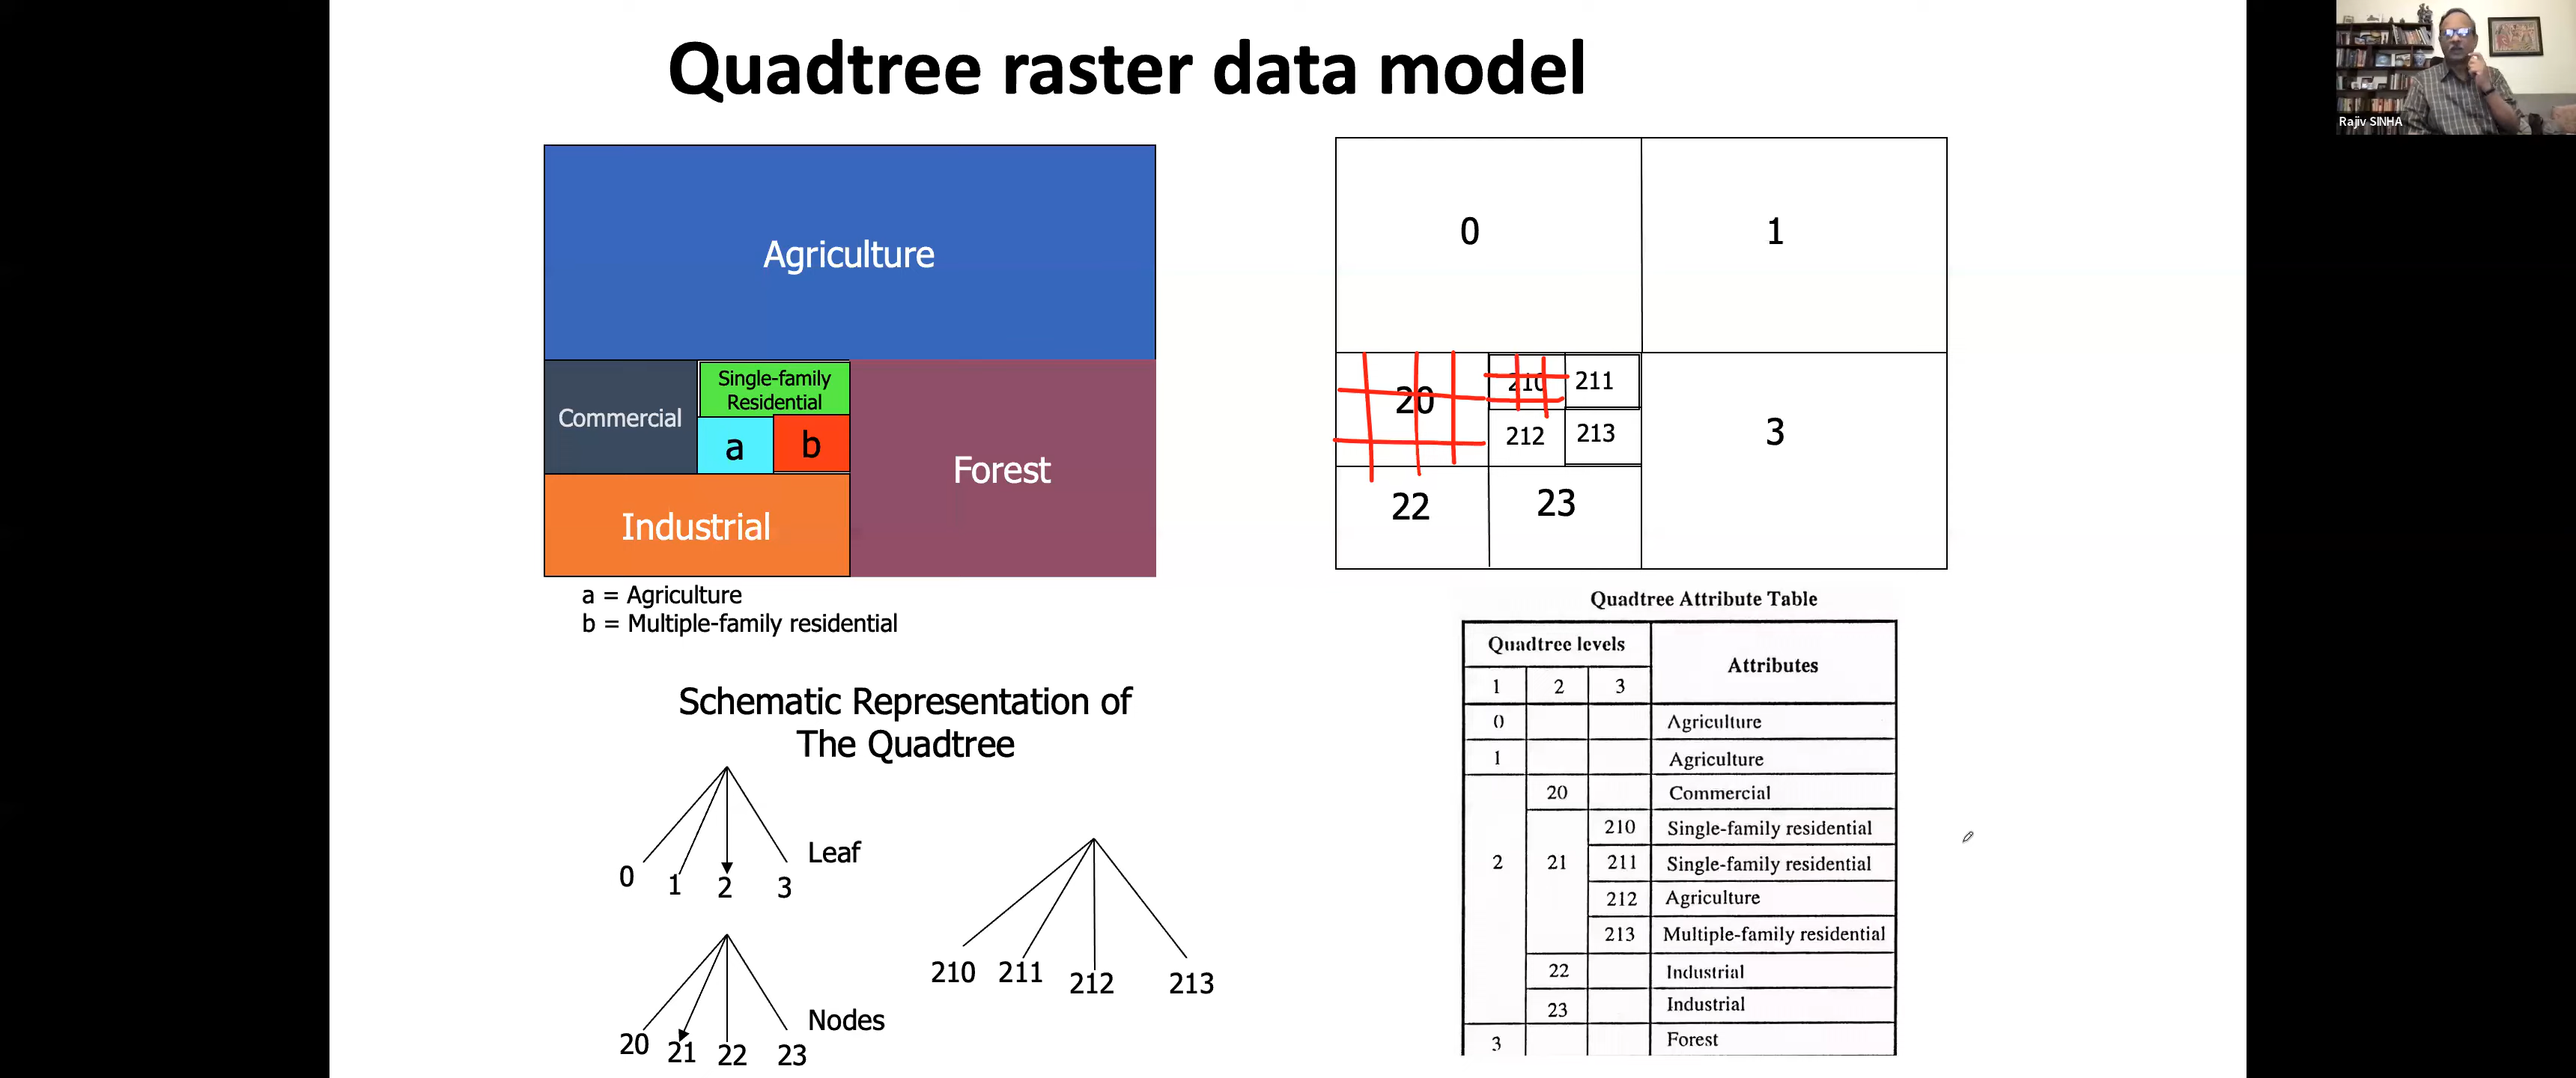 Quadtree raster data model
Rajiv SINHA
Agriculture
Commercial
Single-family
Residential
a
b
Industrial
Forest
a = Agriculture
b = Multiple-family residential
0
1
20
210
211
212
213
22
23
3
Schematic Representation of
The Quadtree
0 1 2 3
Leaf
20 21 22 23
Nodes
210 211 212 213
Quadtree Attribute Table
Quadtree levels
Attributes
1 2 3
0 Agriculture
1 Agriculture
20 Commercial
210 Single-family residential
2 21 211 Single-family residential
212 Agriculture
213 Multiple-family residential
22 Industrial
23 Industrial
3 Forest